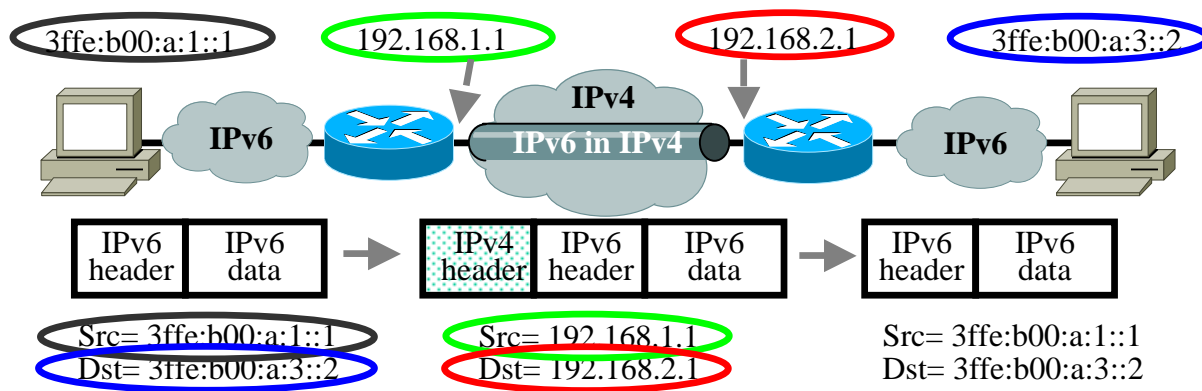 3ffe:b00:a:1::1
192.168.1.1
192.168.2.1
3ffe:b00:a:3::2
IPv4
IPv6
IPv6 in IPv4
IPv6
IPv6 header
IPv6 data
IPv4 header
IPv6 header
IPv6 data
IPv6 header
IPv6 data
Src= 3ffe:b00:a:1::1
Dst= 3ffe:b00:a:3::2
Src= 192.168.1.1
Dst= 192.168.2.1
Src= 3ffe:b00:a:1::1
Dst= 3ffe:b00:a:3::2